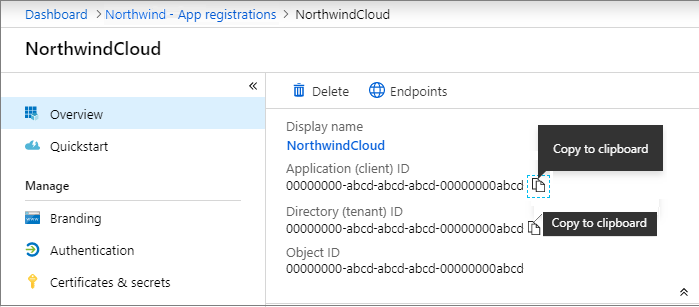 Dashboard > Northwind - App registrations > NorthwindCloud
NorthwindCloud
«
Overview
Quickstart
Manage
Branding
Authentication
Certificates & secrets
Delete Endpoints
Display name
NorthwindCloud
Application (client) ID
00000000-abcd-abcd-abcd-00000000abcd
Copy to clipboard
Directory (tenant) ID
00000000-abcd-abcd-abcd-00000000abcd
Copy to clipboard
Object ID
00000000-abcd-abcd-abcd-00000000abcd